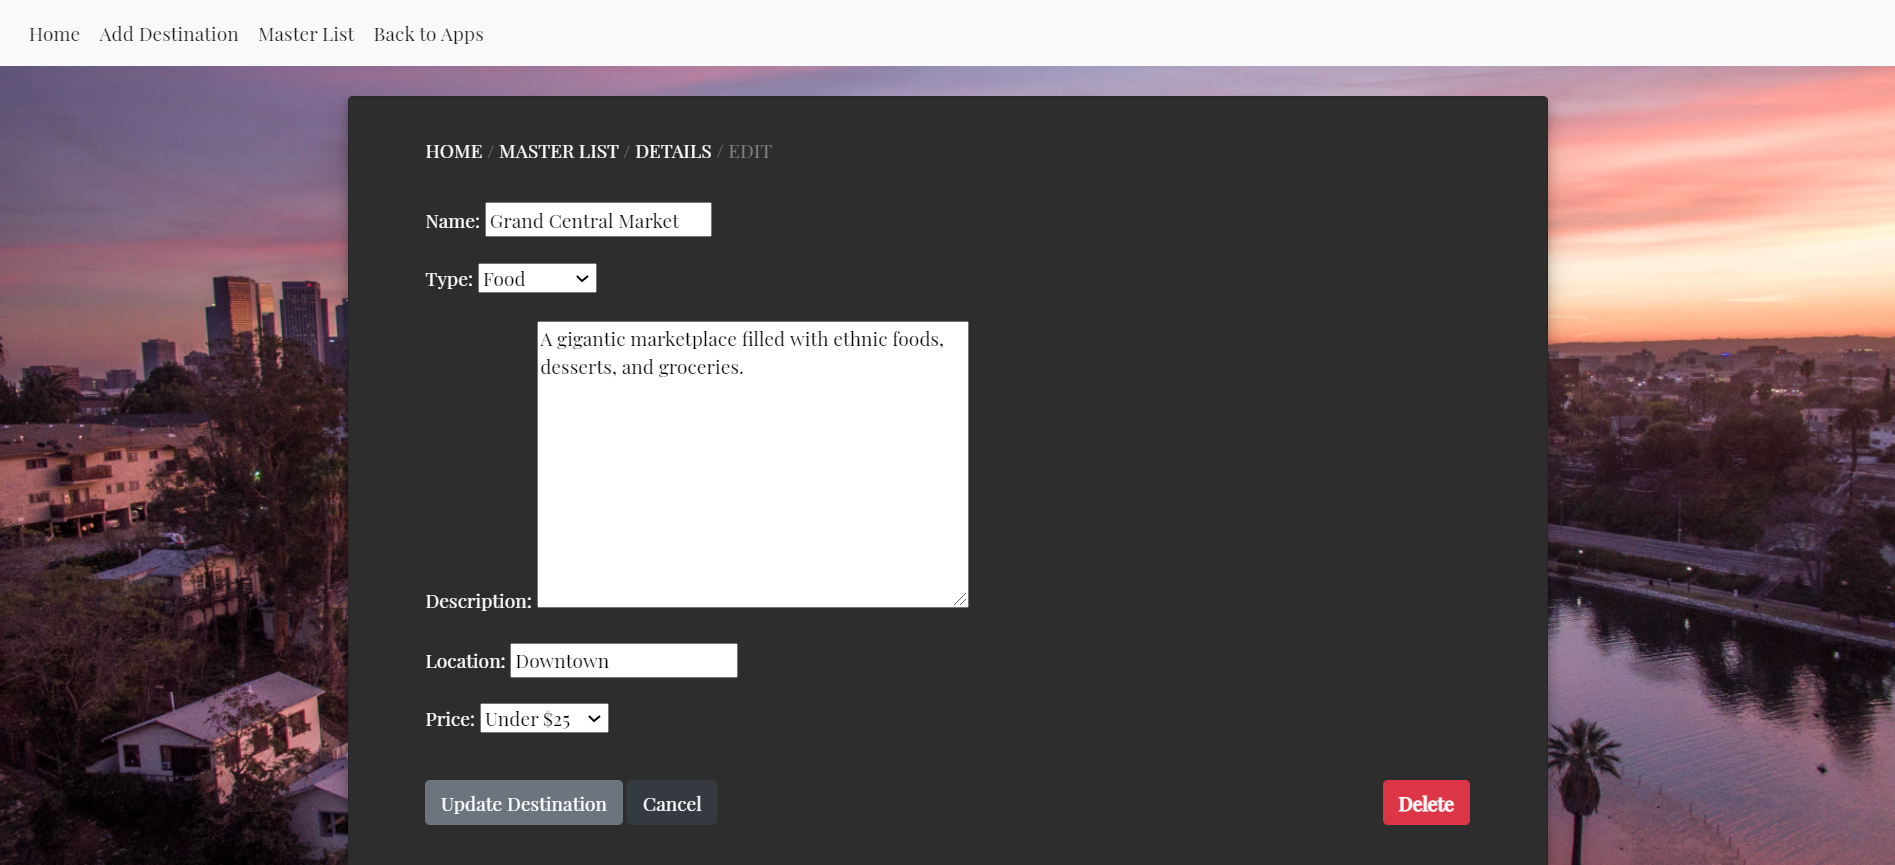 Home Add Destination Master List Back to Apps
HOME / MASTER LIST / DETAILS / EDIT
Name: Grand Central Market
Type: Food
A gigantic marketplace filled with ethnic foods,
desserts, and groceries.
Description:
Location: Downtown
Price: Under $25
Update Destination Cancel Delete